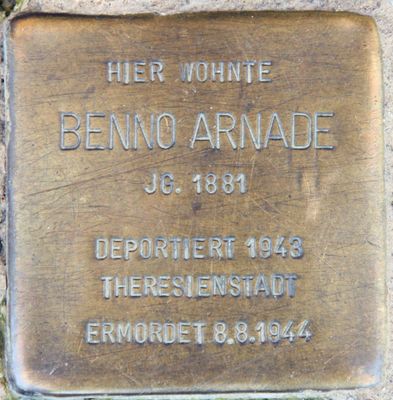 HIER WOHNTE
BENNO ARNADE
JG. 1881
DEPORTIERT 1943
THERESIENSTADT
ERMORDET 8.8.1944